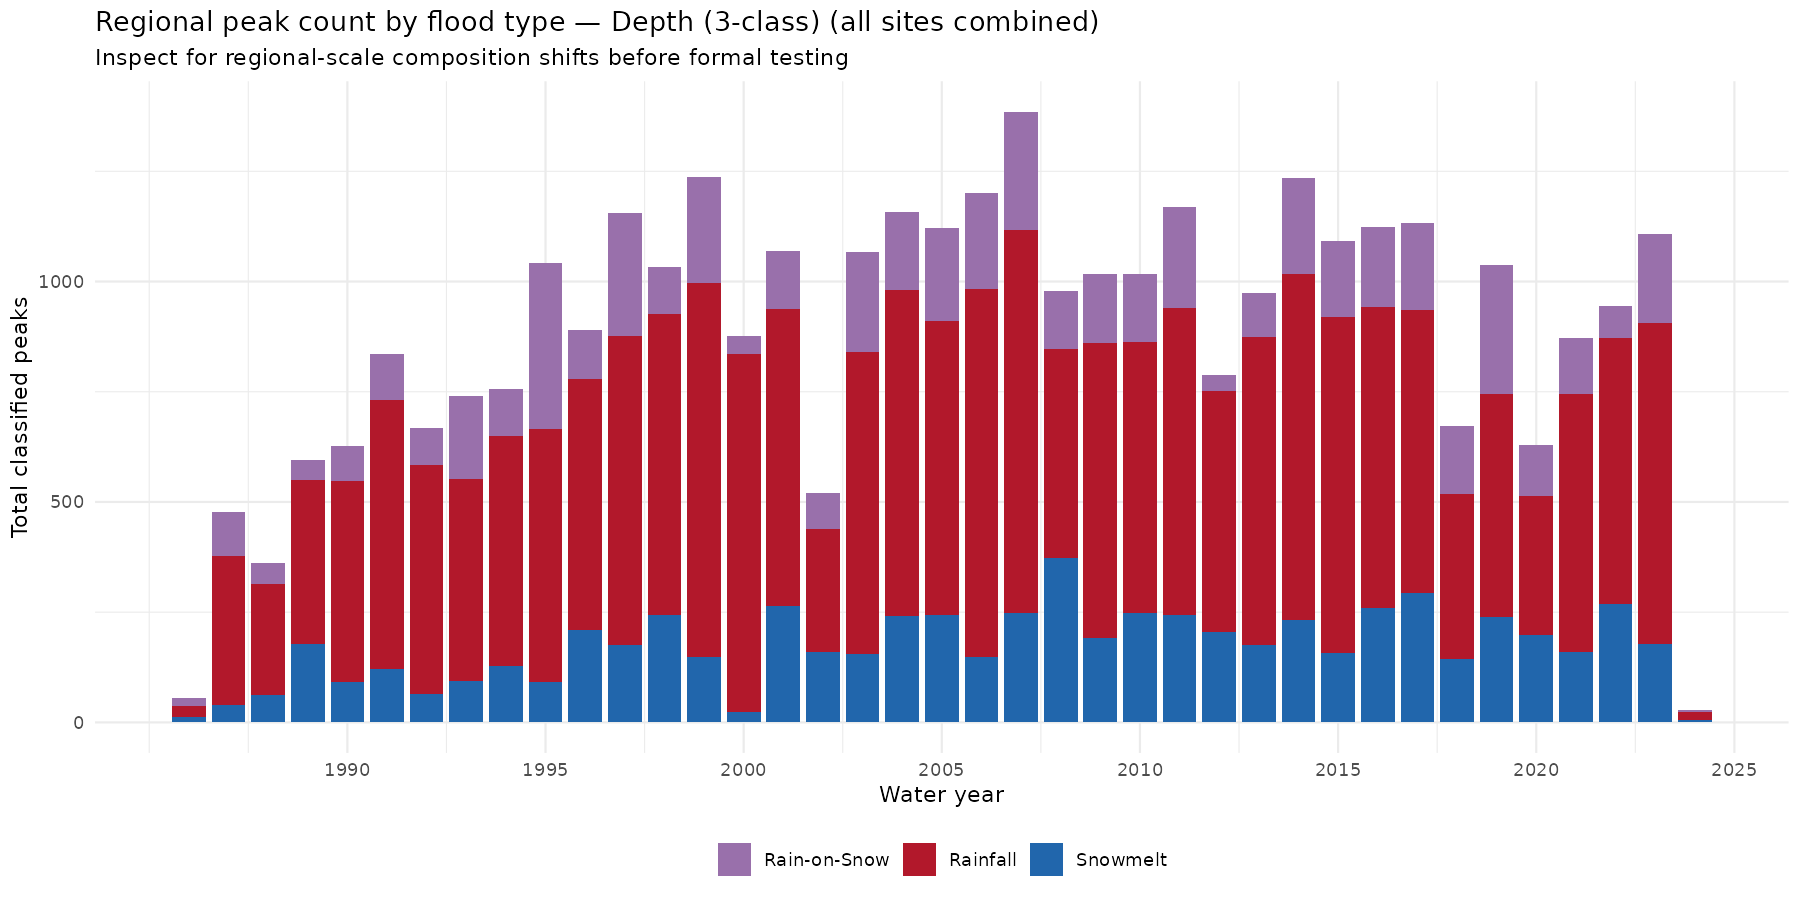 Regional peak count by flood type — Depth (3-class) (all sites combined)
Inspect for regional-scale composition shifts before formal testing
Total classified peaks
1000
500
0
1990 1995 2000 2005 2010 2015 2020 2025
Water year
Rain-on-Snow Rainfall Snowmelt